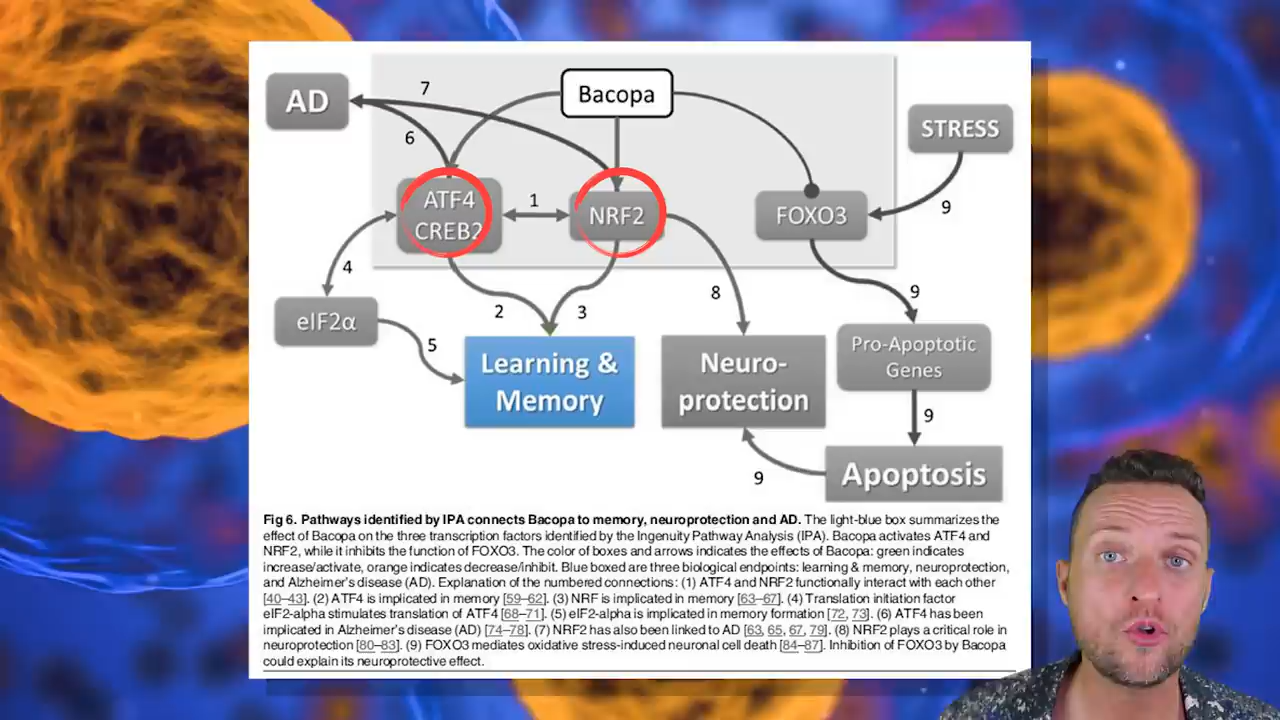 7
Bacopa
AD
STRESS
6
ATF4
CREB2
1
NRF2
FOXO3
9
4
2
3
8
9
eIF2α
5
Learning &
Memory
Neuro-
protection
Pro-Apoptotic
Genes
9
9
Apoptosis
Fig 6. Pathways identified by IPA connects Bacopa to memory, neuroprotection and AD. The light-blue box summarizes the
effect of Bacopa on the three transcription factors identified by the Ingenuity Pathway Analysis (IPA). Bacopa activates ATF4 and
NRF2, while it inhibits the function of FOXO3. The color of boxes and arrows indicates the effects of Bacopa: green indicates
increase/activate, orange indicates decrease/inhibit. Blue boxed are three biological endpoints: learning & memory, neuroprotection,
and Alzheimer's disease (AD). Explanation of the numbered connections: (1) ATF4 and NRF2 functionally interact with each other
[40–43]. (2) ATF4 is implicated in memory [59–62]. (3) NRF is implicated in memory [63–67]. (4) Translation initiation factor
eIF2-alpha stimulates translation of ATF4 [68–71]. (5) eIF2-alpha is implicated in memory formation [72, 73]. (6) ATF4 has been
implicated in Alzheimer's disease (AD) [74–78]. (7) NRF2 has also been linked to AD [63, 65, 67, 79]. (8) NRF2 plays a critical role in
neuroprotection [80–83]. (9) FOXO3 mediates oxidative stress-induced neuronal cell death [84–87]. Inhibition of FOXO3 by Bacopa
could explain its neuroprotective effect.